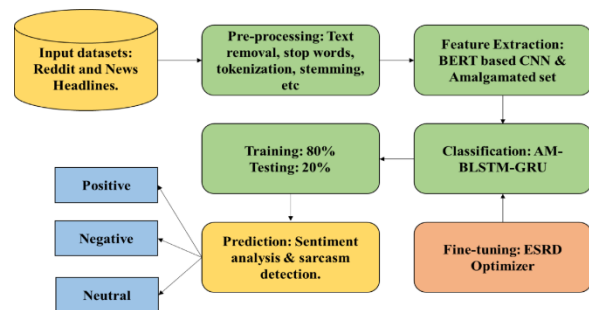 Input datasets:
Reddit and News
Headlines.
Pre-processing: Text
removal, stop words,
tokenization, stemming,
etc
Feature Extraction:
BERT based CNN &
Amalgamated set
Training: 80%
Testing: 20%
Classification: AM-
BLSTM-GRU
Positive
Negative
Neutral
Prediction: Sentiment
analysis & sarcasm
detection.
Fine-tuning: ESRD
Optimizer